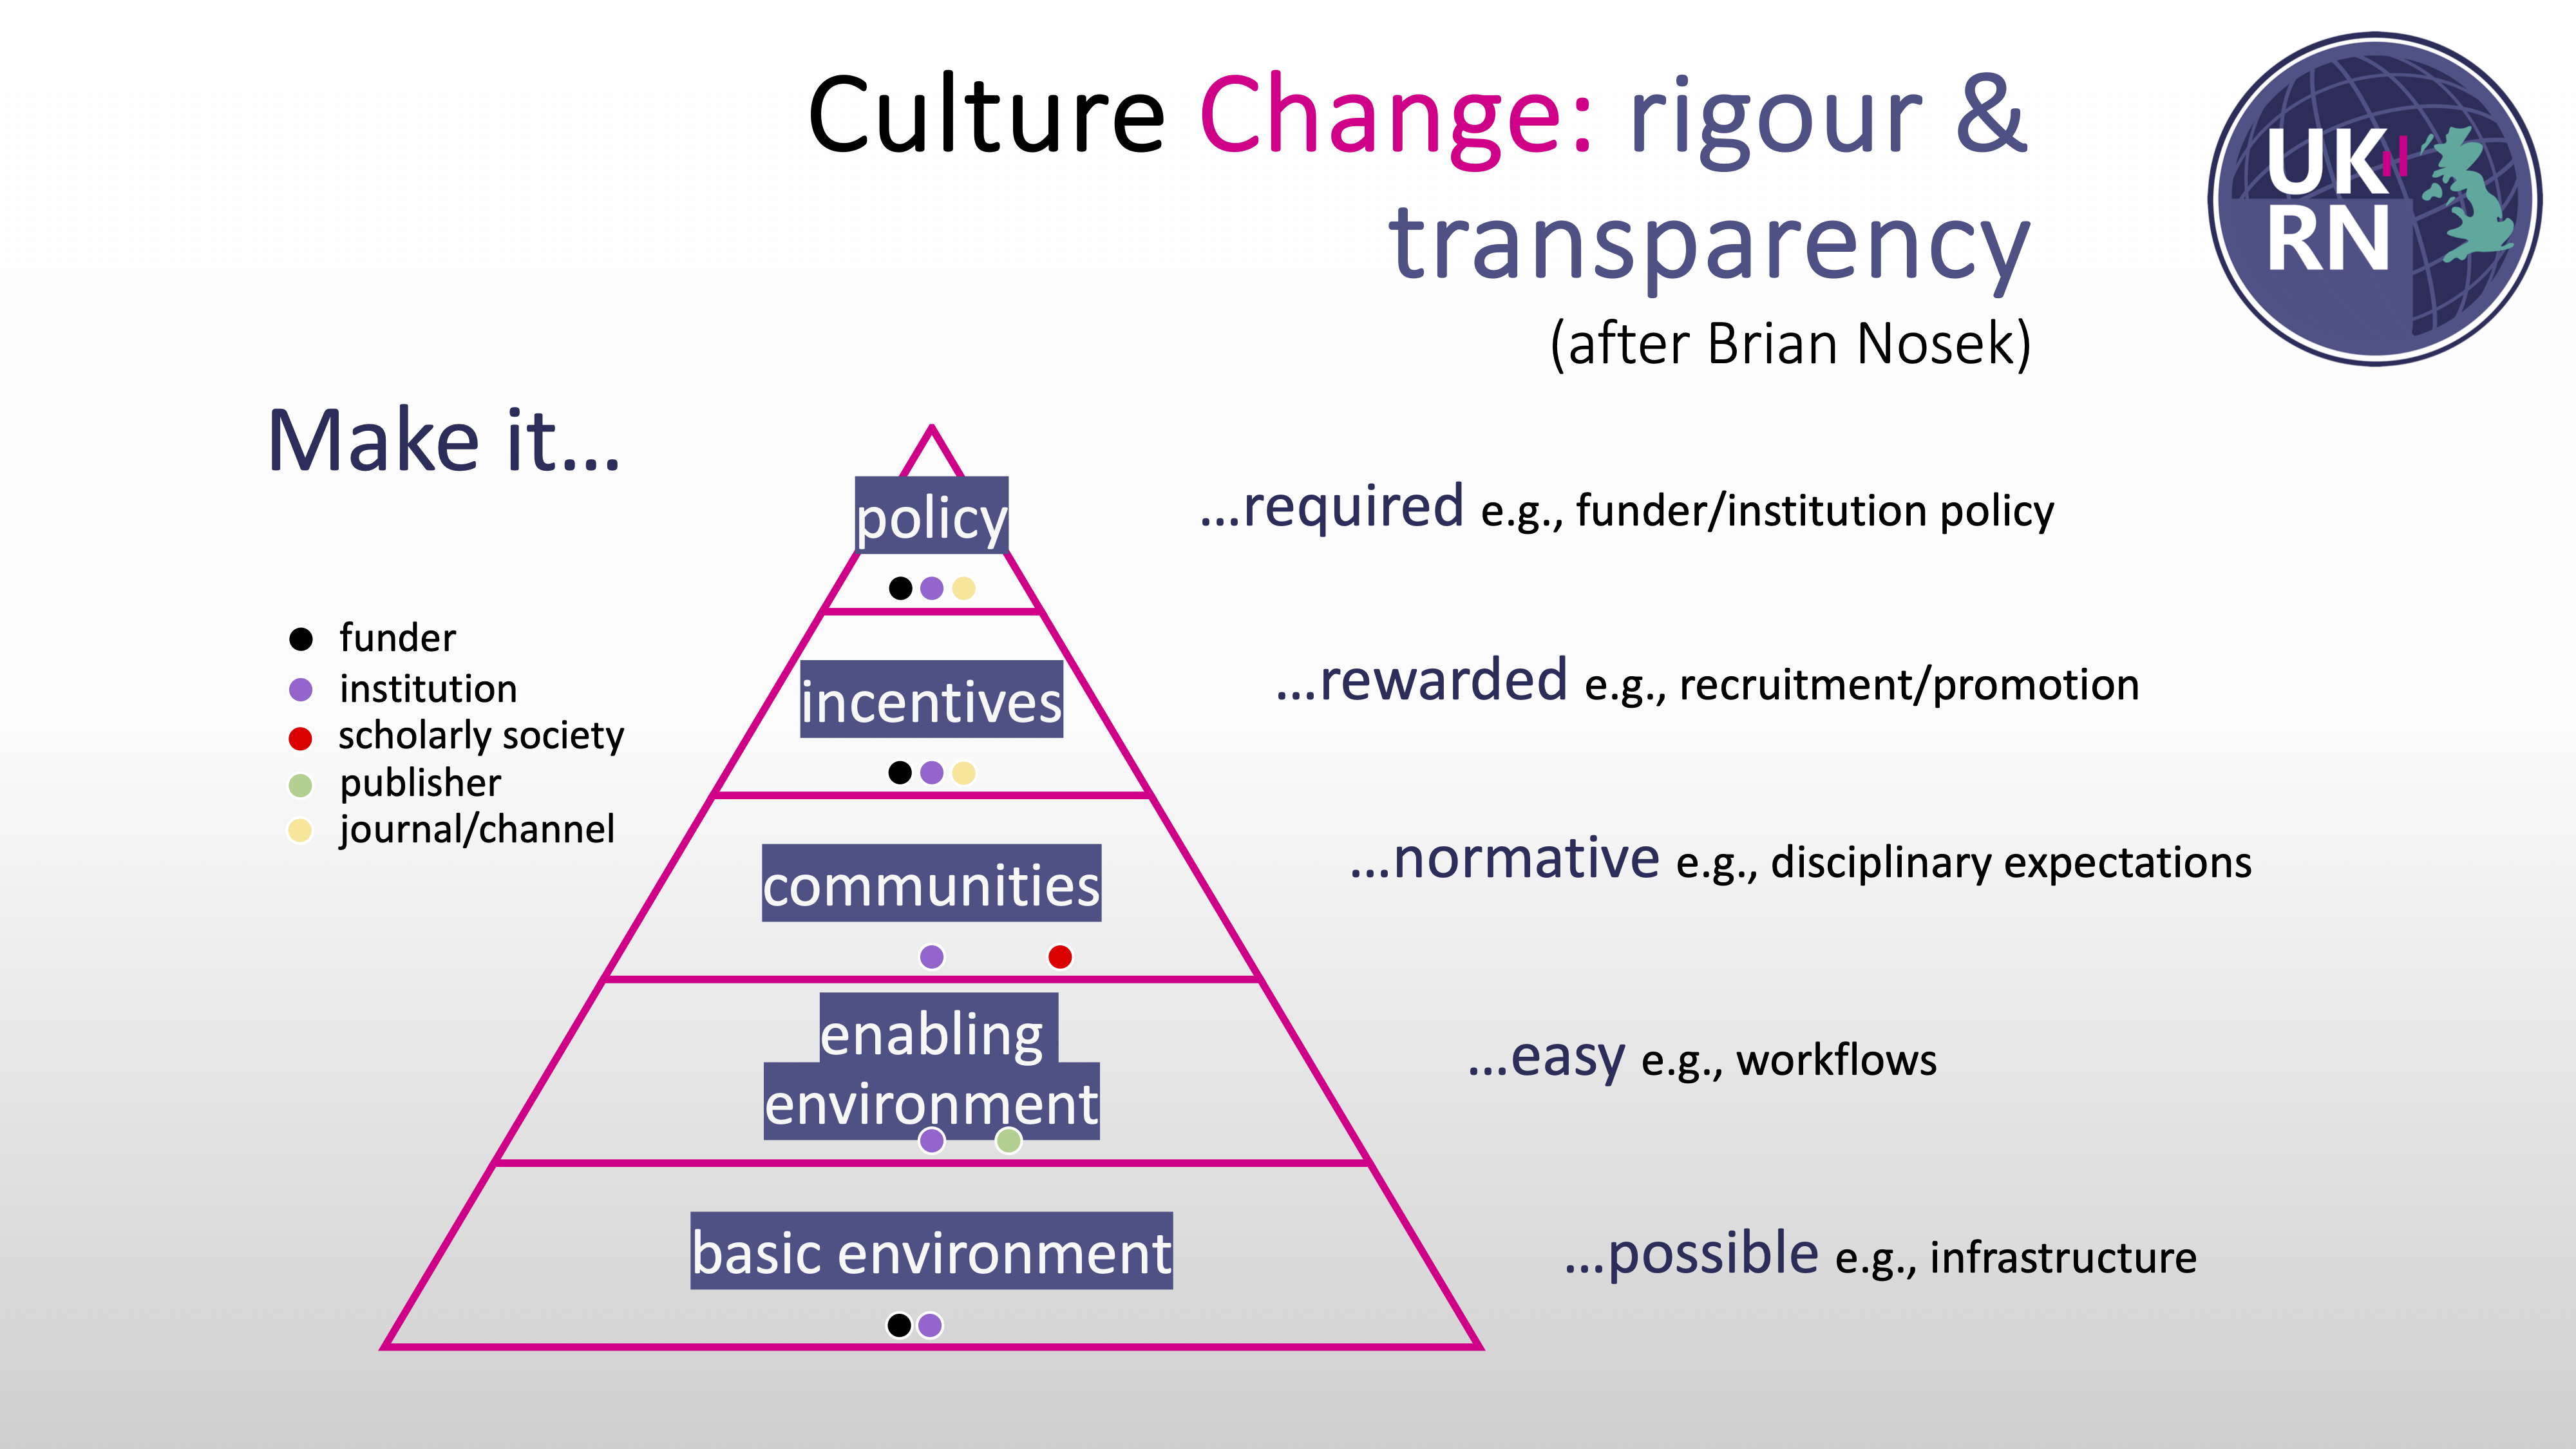 Culture Change: rigour &
transparency
(after Brian Nosek)
UK
RN
Make it...
funder
institution
scholarly society
publisher
journal/channel
policy
...required e.g., funder/institution policy
incentives
...rewarded e.g., recruitment/promotion
communities
...normative e.g., disciplinary expectations
enabling
environment
...easy e.g., workflows
basic environment
...possible e.g., infrastructure